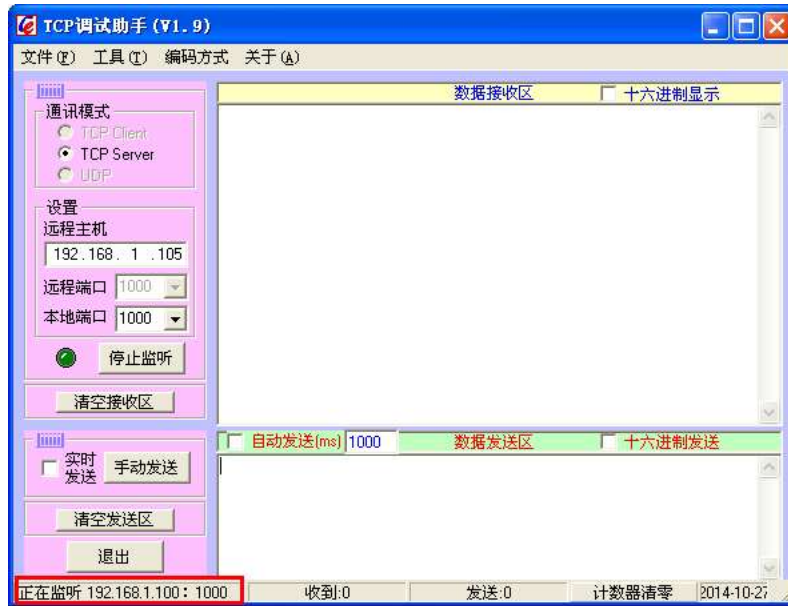 TCP调试助手(V1.9)
文件(F) 工具(T) 编码方式 关于(A)
通讯模式
TCP Client
TCP Server
UDP
设置
远程主机
192.168. 1 .105
远程端口 1000
本地端口 1000
停止监听
清空接收区
数据接收区 十六进制显示
自动发送(ms) 1000 数据发送区 十六进制发送
实时发送 手动发送
清空发送区
退出
正在监听 192.168.1.100:1000 收到:0 发送:0 计数器清零 2014-10-27